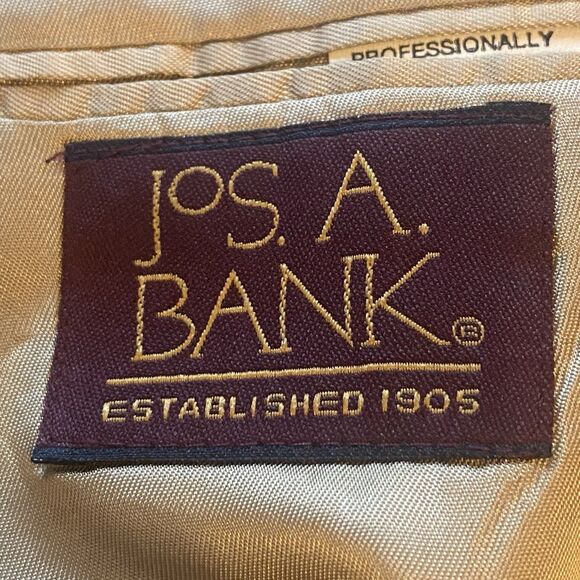 PROFESSIONALLY
JOS. A.
BANK®
ESTABLISHED 1905